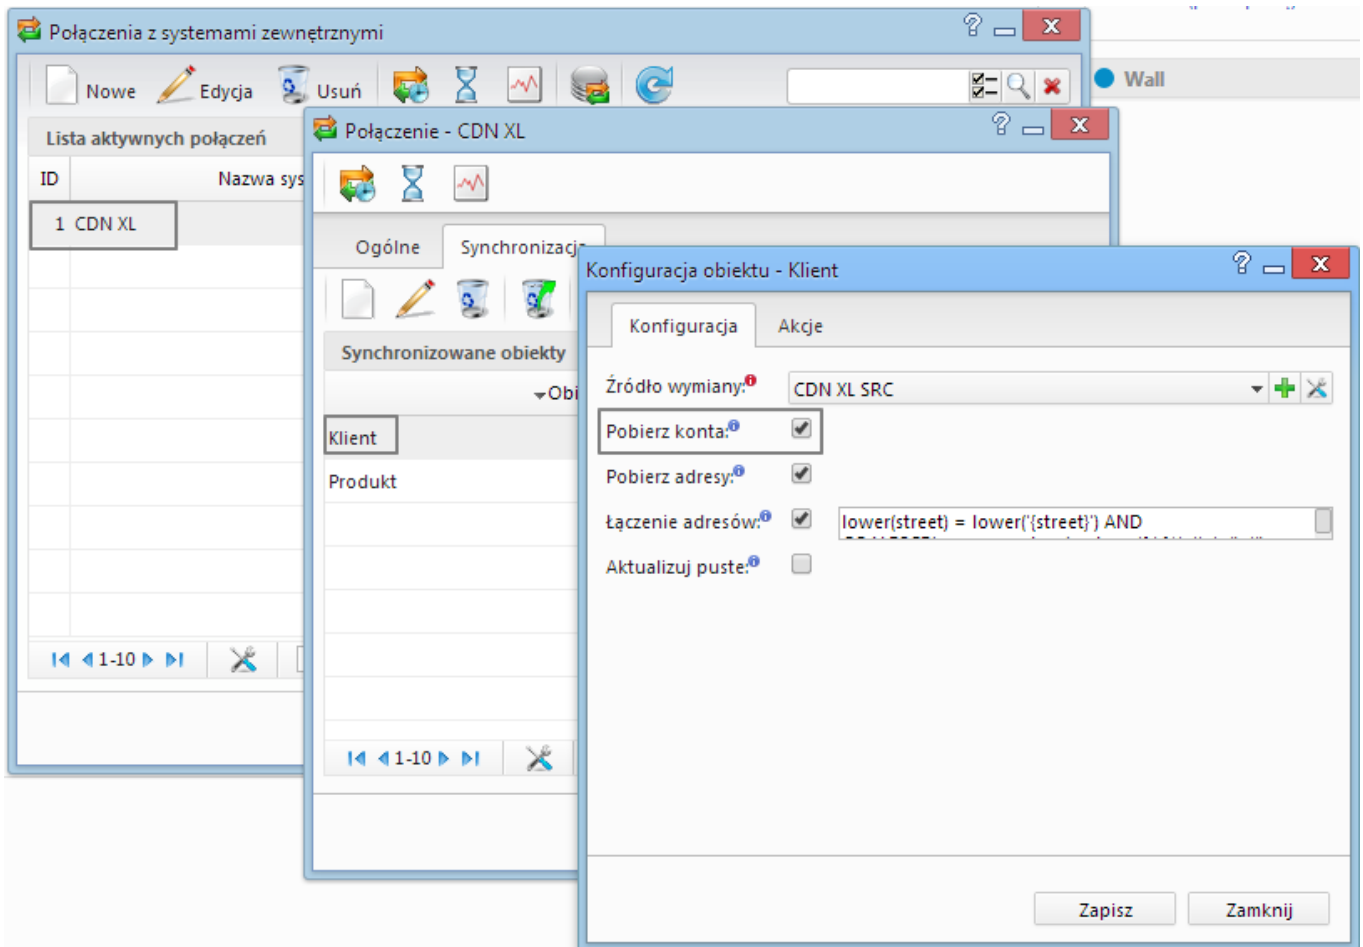 Połączenia z systemami zewnętrznymi
Nowe Edycja Usuń
Wall
Lista aktywnych połączeń
ID Nazwa sys
1 CDN XL
1-10
Połączenie - CDN XL
Ogólne Synchronizacja
Synchronizowane obiekty
Obi
Klient
Produkt
1-10
Konfiguracja obiektu - Klient
Konfiguracja Akcje
Źródło wymiany: CDN XL SRC
Pobierz konta:
Pobierz adresy:
Łączenie adresów: lower(street) = lower('{street}') AND
Aktualizuj puste:
Zapisz Zamknij